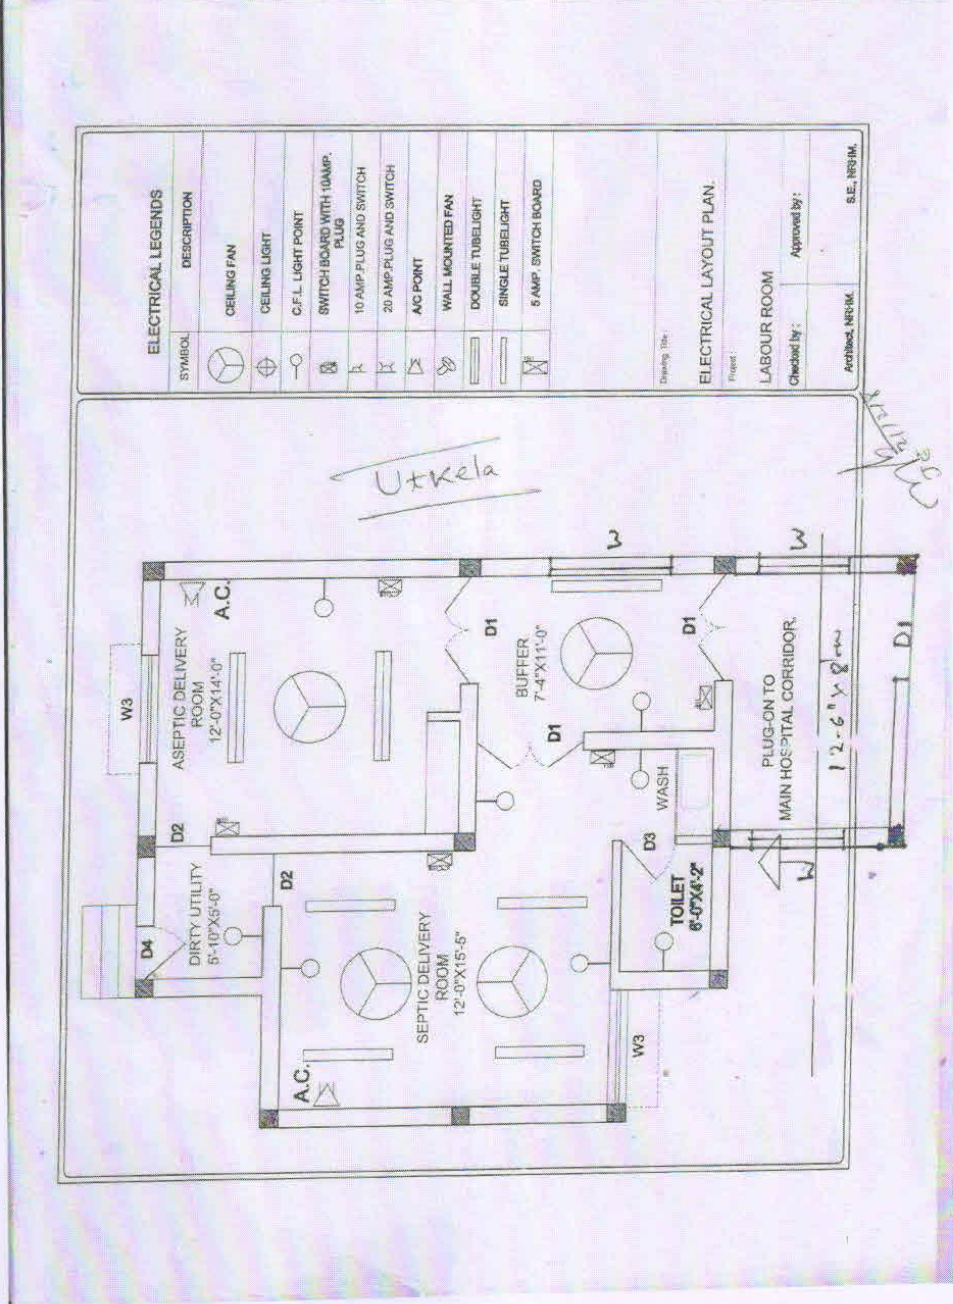 ELECTRICAL LEGENDS
SYMBOL
DESCRIPTION
CEILING FAN
CEILING LIGHT
C.F.L. LIGHT POINT
SWITCH BOARD WITH 10AMP.
PLUG
10 AMP.PLUG AND SWITCH
20 AMP.PLUG AND SWITCH
A/C POINT
WALL MOUNTED FAN
DOUBLE TUBELIGHT
SINGLE TUBELIGHT
5 AMP. SWITCH BOARD
Drawing Title :
ELECTRICAL LAYOUT PLAN.
Project :
LABOUR ROOM
Checked by :
Approved by :
Architect, NRHM.
S.E., NRHM.
Utkela
W3
ASEPTIC DELIVERY
ROOM
12'-0"X14'-0"
A.C.
D2
D4
DIRTY UTILITY
5'-10"X5'-0"
D2
D1
BUFFER
7'-4"X11'-0"
W
D1
D1
A.C.
SEPTIC DELIVERY
ROOM
12'-0"X15'-5"
WASH
D3
TOILET
6'-0"X4'-2"
W3
PLUG-ON TO
MAIN HOSPITAL CORRIDOR.
W
W
D1